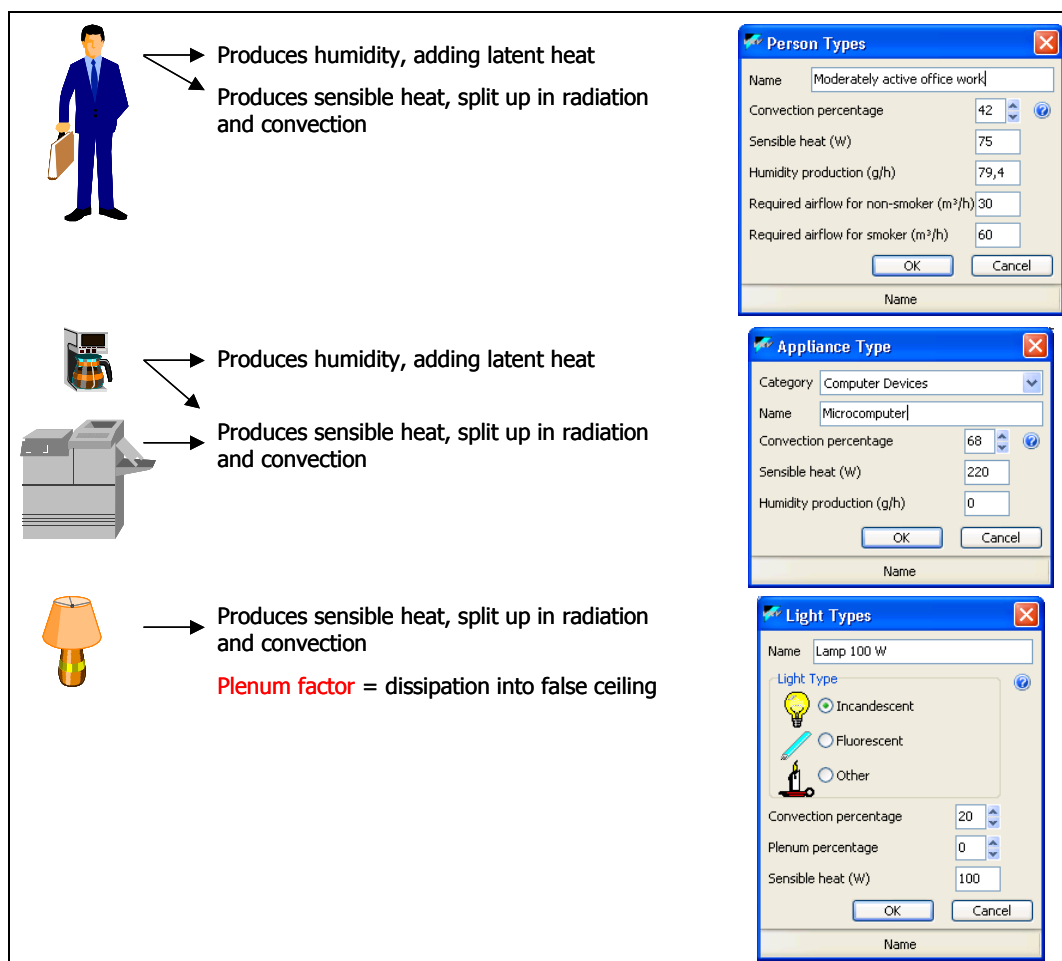 Produces humidity, adding latent heat
Produces sensible heat, split up in radiation
and convection
Person Types
Name Moderately active office work
Convection percentage 42
Sensible heat (W) 75
Humidity production (g/h) 79,4
Required airflow for non-smoker (m³/h) 30
Required airflow for smoker (m³/h) 60
OK Cancel
Name
Produces humidity, adding latent heat
Produces sensible heat, split up in radiation
and convection
Appliance Type
Category Computer Devices
Name Microcomputer
Convection percentage 68
Sensible heat (W) 220
Humidity production (g/h) 0
OK Cancel
Name
Produces sensible heat, split up in radiation
and convection
Plenum factor = dissipation into false ceiling
Light Types
Name Lamp 100 W
Light Type
Incandescent
Fluorescent
Other
Convection percentage 20
Plenum percentage 0
Sensible heat (W) 100
OK Cancel
Name